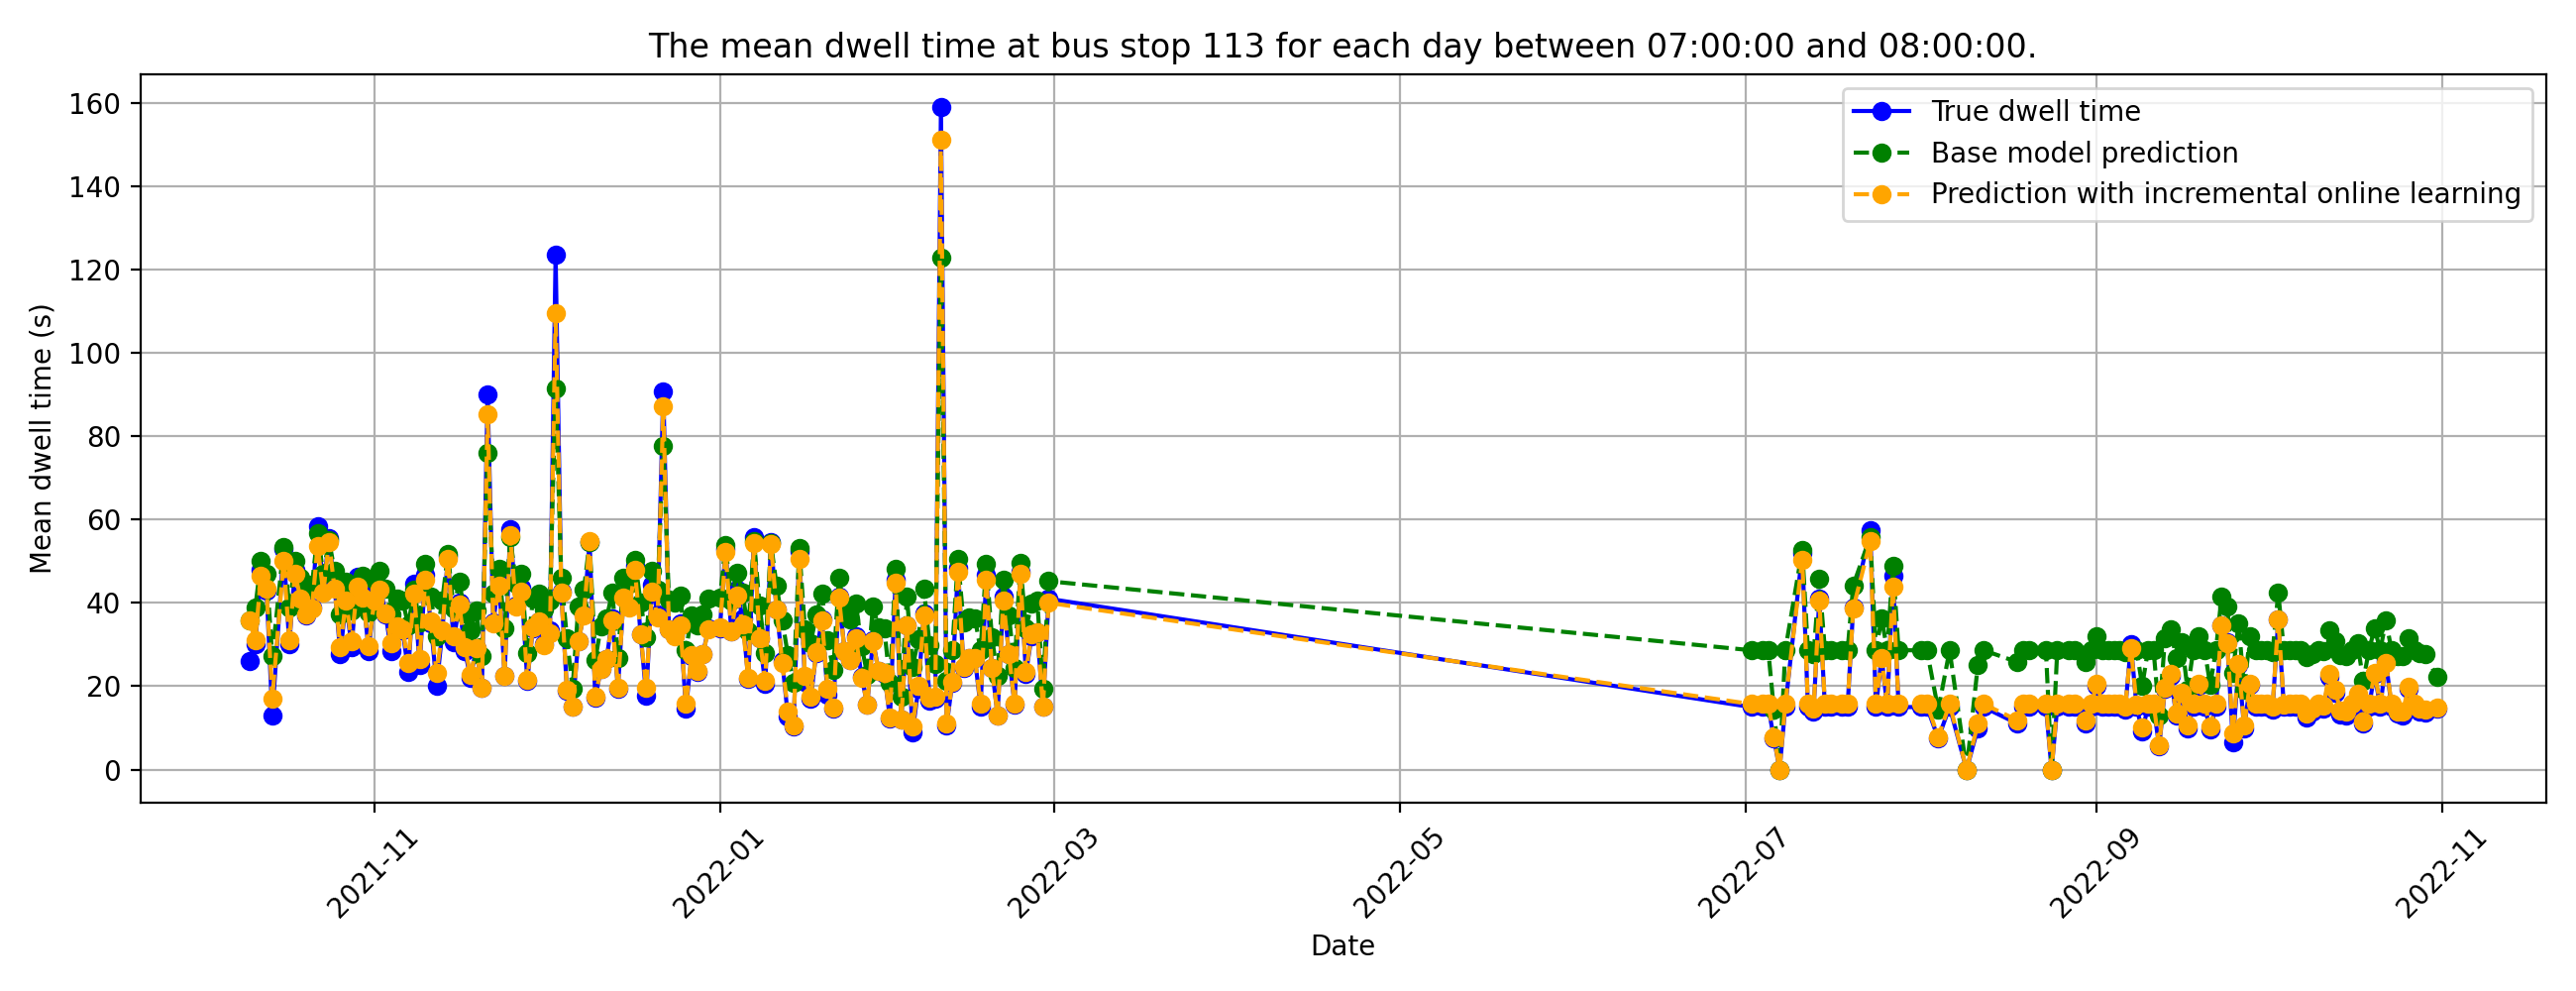 The mean dwell time at bus stop 113 for each day between 07:00:00 and 08:00:00.
True dwell time
Base model prediction
Prediction with incremental online learning
Mean dwell time (s)
160
140
120
100
80
60
40
20
0
2021-11
2022-01
2022-03
2022-05
2022-07
2022-09
2022-11
Date